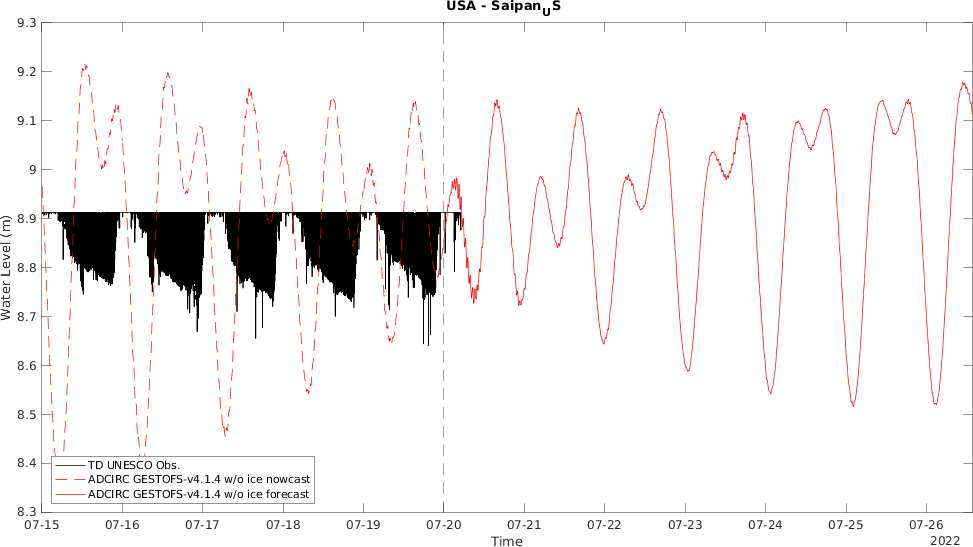 USA - Saipan_US
9.3
9.2
9.1
9
8.9
8.8
8.7
8.6
8.5
8.4
8.3
Water Level (m)
TD UNESCO Obs.
ADCIRC GESTOFS-v4.1.4 w/o ice nowcast
ADCIRC GESTOFS-v4.1.4 w/o ice forecast
07-15 07-16 07-17 07-18 07-19 07-20 07-21 07-22 07-23 07-24 07-25 07-26
Time
2022